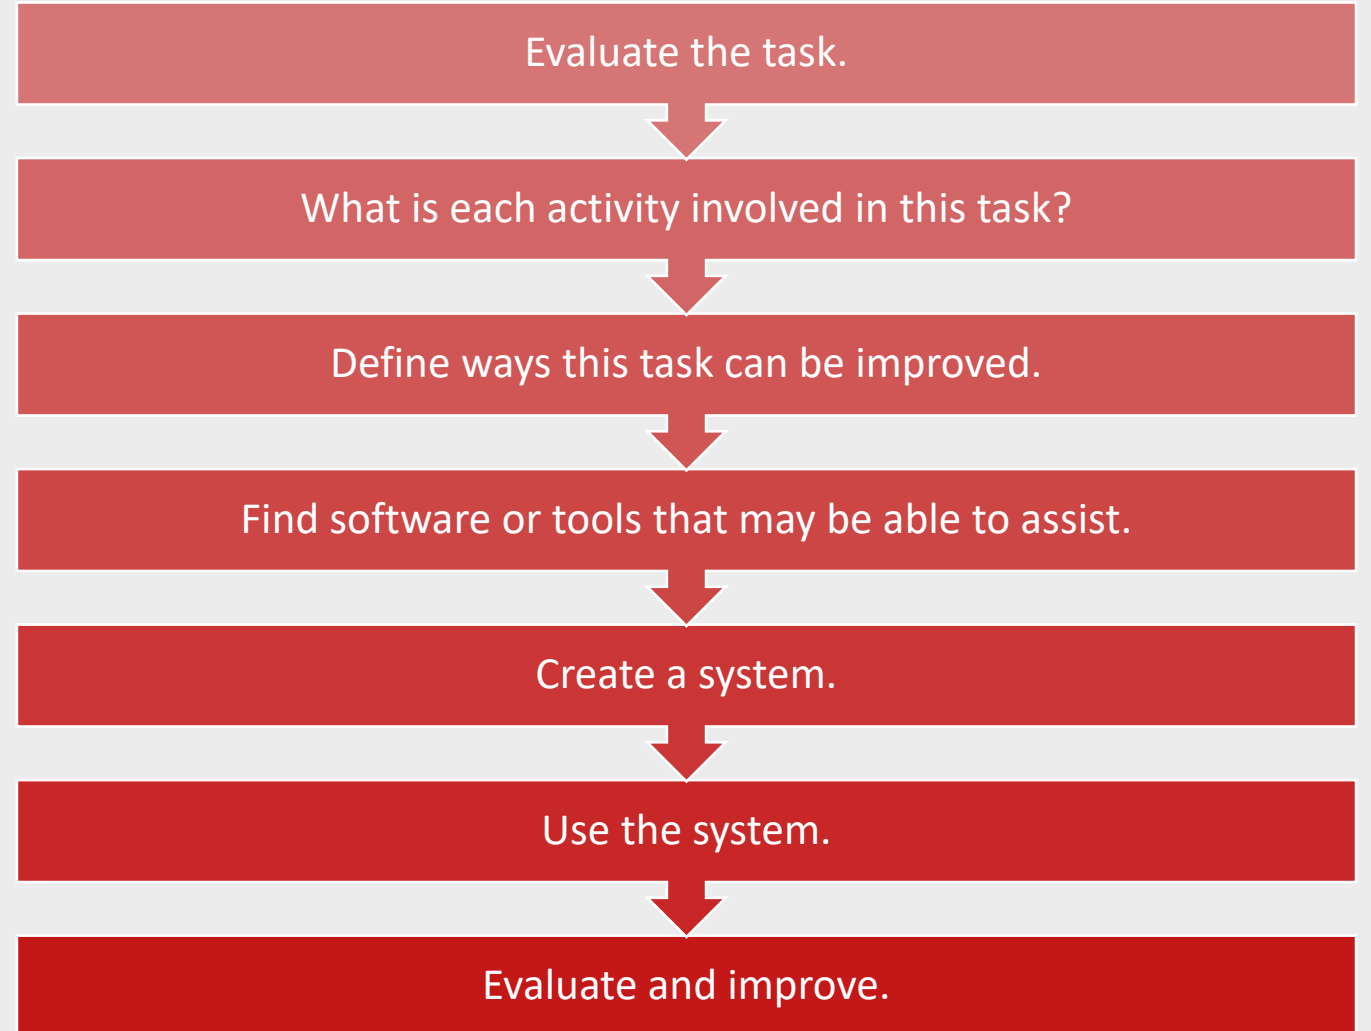 Evaluate the task.
What is each activity involved in this task?
Define ways this task can be improved.
Find software or tools that may be able to assist.
Create a system.
Use the system.
Evaluate and improve.